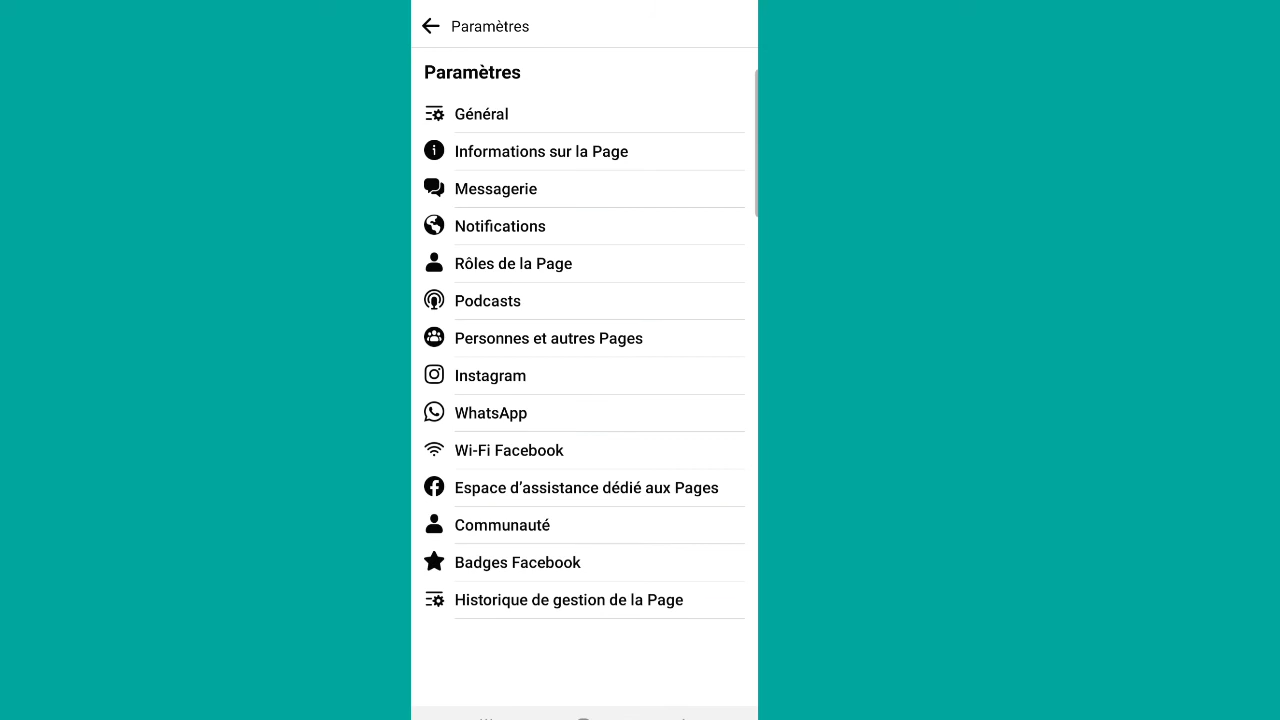 Paramètres
Paramètres
Général
Informations sur la Page
Messagerie
Notifications
Rôles de la Page
Podcasts
Personnes et autres Pages
Instagram
WhatsApp
Wi-Fi Facebook
Espace d’assistance dédié aux Pages
Communauté
Badges Facebook
Historique de gestion de la Page